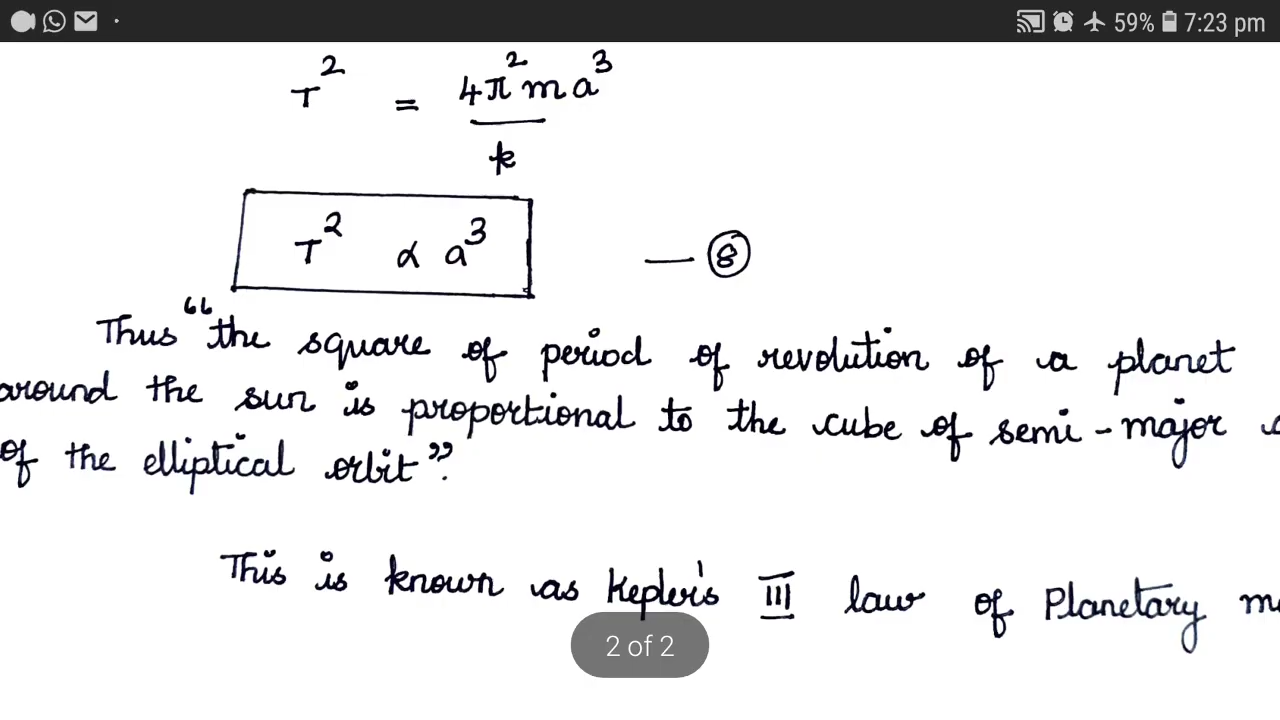 59% 7:23 pm
T² = 4π²m a³
k
T² ∝ a³ — ⑧
Thus “the square of period of revolution of a planet
around the sun is proportional to the cube of semi-major
of the elliptical orbit”.
This is known as Kepler's III law of Planetary
2 of 2